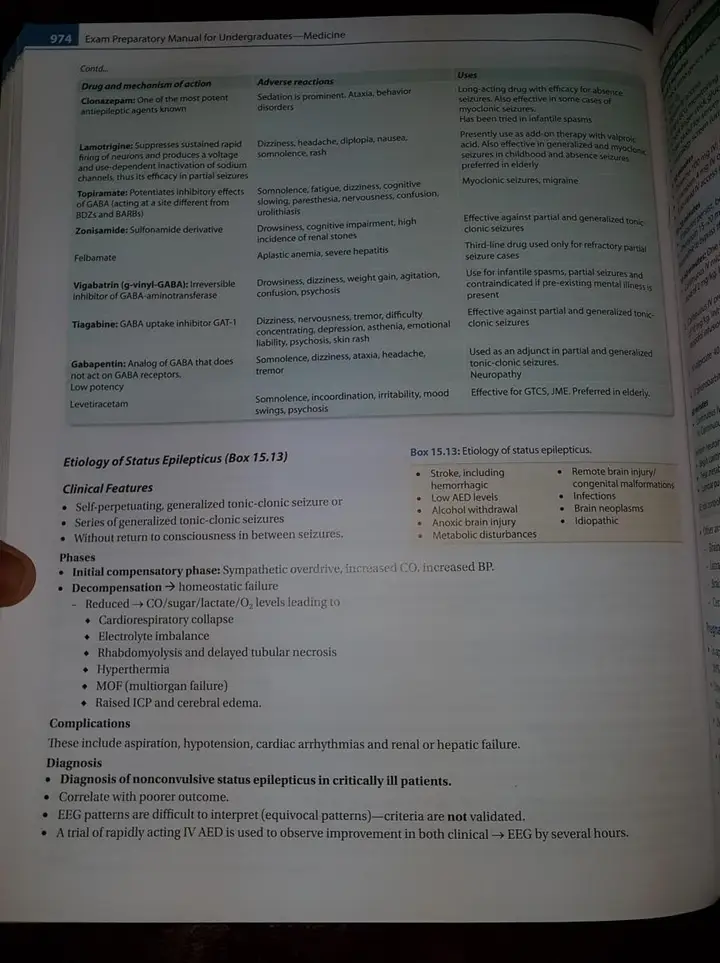 974 Exam Preparatory Manual for Undergraduates—Medicine
Contd...
Drug and mechanism of action
Adverse reactions
Uses
Clonazepam: One of the most potent
antiepileptic agents known
Sedation is prominent. Ataxia, behavior
disorders
Long-acting drug with efficacy for absence
seizures. Also effective in some cases of
myoclonic seizures.
Has been tried in infantile spasms
Lamotrigine: Suppresses sustained rapid
firing of neurons and produces a voltage
and use-dependent inactivation of sodium
channels, thus its efficacy in partial seizures
Dizziness, headache, diplopia, nausea,
somnolence, rash
Presently use as add-on therapy with valproic
acid. Also effective in generalized and myoclonic
seizures in childhood and absence seizures
preferred in elderly
Topiramate: Potentiates inhibitory effects
of GABA (acting at a site different from
BDZs and BARBs)
Somnolence, fatigue, dizziness, cognitive
slowing, paresthesia, nervousness, confusion,
urolithiasis
Myoclonic seizures, migraine
Zonisamide: Sulfonamide derivative
Drowsiness, cognitive impairment, high
incidence of renal stones
Effective against partial and generalized tonic-
clonic seizures
Felbamate
Aplastic anemia, severe hepatitis
Third-line drug used only for refractory partial
seizure cases
Vigabatrin (g-vinyl-GABA): Irreversible
inhibitor of GABA-aminotransferase
Drowsiness, dizziness, weight gain, agitation,
confusion, psychosis
Use for infantile spasms, partial seizures and
contraindicated if pre-existing mental illness is
present
Tiagabine: GABA uptake inhibitor GAT-1
Dizziness, nervousness, tremor, difficulty
concentrating, depression, asthenia, emotional
liability, psychosis, skin rash
Effective against partial and generalized tonic-
clonic seizures
Gabapentin: Analog of GABA that does
not act on GABA receptors.
Low potency
Somnolence, dizziness, ataxia, headache,
tremor
Used as an adjunct in partial and generalized
tonic-clonic seizures.
Neuropathy
Levetiracetam
Somnolence, incoordination, irritability, mood
swings, psychosis
Effective for GTCS, JME. Preferred in elderly.
Etiology of Status Epilepticus (Box 15.13)
Clinical Features
• Self-perpetuating, generalized tonic-clonic seizure or
• Series of generalized tonic-clonic seizures
• Without return to consciousness in between seizures.
Box 15.13: Etiology of status epilepticus.
• Stroke, including
hemorrhagic
• Low AED levels
• Alcohol withdrawal
• Anoxic brain injury
• Metabolic disturbances
• Remote brain injury/
congenital malformations
• Infections
• Brain neoplasms
• Idiopathic
Phases
• Initial compensatory phase: Sympathetic overdrive, increased CO, increased BP.
• Decompensation → homeostatic failure
– Reduced → CO/sugar/lactate/O₂ levels leading to
♦ Cardiorespiratory collapse
♦ Electrolyte imbalance
♦ Rhabdomyolysis and delayed tubular necrosis
♦ Hyperthermia
♦ MOF (multiorgan failure)
♦ Raised ICP and cerebral edema.
Complications
These include aspiration, hypotension, cardiac arrhythmias and renal or hepatic failure.
Diagnosis
• Diagnosis of nonconvulsive status epilepticus in critically ill patients.
• Correlate with poorer outcome.
• EEG patterns are difficult to interpret (equivocal patterns)—criteria are not validated.
• A trial of rapidly acting IV AED is used to observe improvement in both clinical → EEG by several hours.